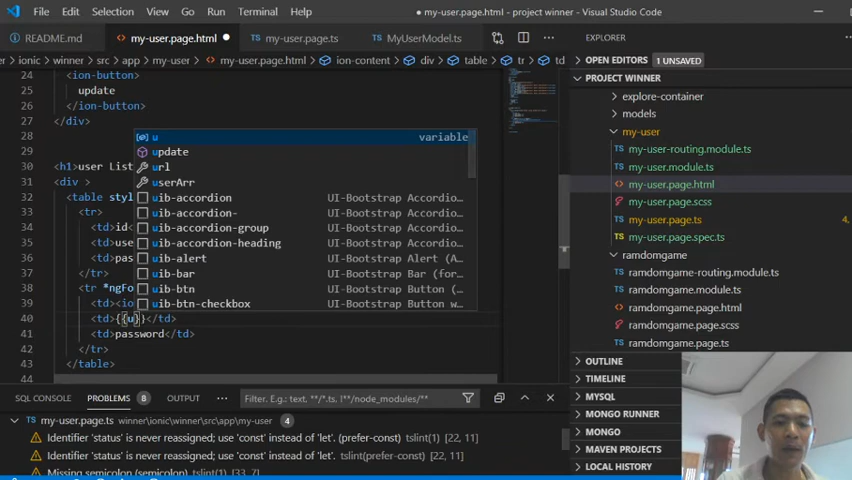 File Edit Selection View Go Run Terminal Help
● my-user.page.html - project winner - Visual Studio Code
README.md
my-user.page.html
my-user.page.ts
MyUserModel.ts
EXPLORER
er > ionic > winner > src > app > my-user > my-user.page.html > ion-content > div > table > tr > td
OPEN EDITORS 1 UNSAVED
PROJECT WINNER
explore-container
models
my-user
my-user-routing.module.ts
my-user.module.ts
my-user.page.html
my-user.page.scss
my-user.page.ts 4.
my-user.page.spec.ts
ramdomgame
ramdomgame-routing.module.ts
ramdomgame.module.ts
ramdomgame.page.html
ramdomgame.page.scss
ramdomgame.page.ts
OUTLINE
TIMELINE
MYSQL
MONGO RUNNER
MONGO
MAVEN PROJECTS
LOCAL HISTORY
24 <ion-button>
25 update
26 </ion-button>
27 </div>
28
29
30 <h1>user List
31 <div >
32 <table styl
33 <tr>
34 <td>id<
35 <td>use
36 <td>pas
37 </tr>
38 <tr *ngFo
39 <td><io
40 <td>{{u}}</td>
41 <td>password</td>
42 </tr>
43 </table>
44
u variable
update
url
userArr
uib-accordion UI-Bootstrap Accordio…
uib-accordion- UI-Bootstrap Accordio…
uib-accordion-group UI-Bootstrap Accordio…
uib-accordion-heading UI-Bootstrap Accordio…
uib-alert UI-Bootstrap Alert (A…
uib-bar UI-Bootstrap Bar (for…
uib-btn UI-Bootstrap Button (…
uib-btn-checkbox UI-Bootstrap Button w…
SQL CONSOLE PROBLEMS 8 OUTPUT ··· Filter. E.g.: text, **/*.ts, !**/node_modules/**
my-user.page.ts winner\ionic\winner\src\app\my-user 4
Identifier 'status' is never reassigned; use 'const' instead of 'let'. (prefer-const) tslint(1) [22, 11]
Identifier 'status' is never reassigned; use 'const' instead of 'let'. tslint(prefer-const) [22, 11]
Missing semicolon (semicolon) tslint(1) [33, 7]